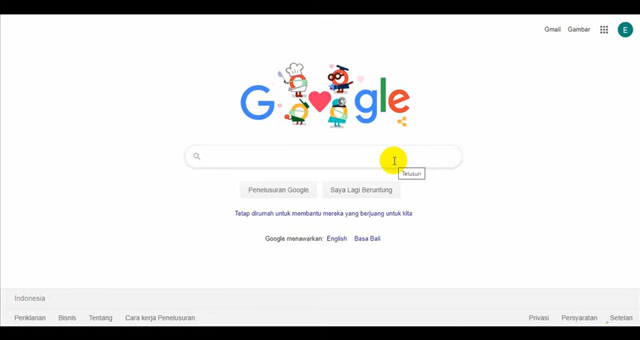 Gmail Gambar E
Google
Telusuri
Penelusuran Google Saya Lagi Beruntung
Tetap dirumah untuk membantu mereka yang berjuang untuk kita
Google menawarkan: English Basa Bali
Indonesia
Periklanan Bisnis Tentang Cara kerja Penelusuran Privasi Persyaratan Setelan